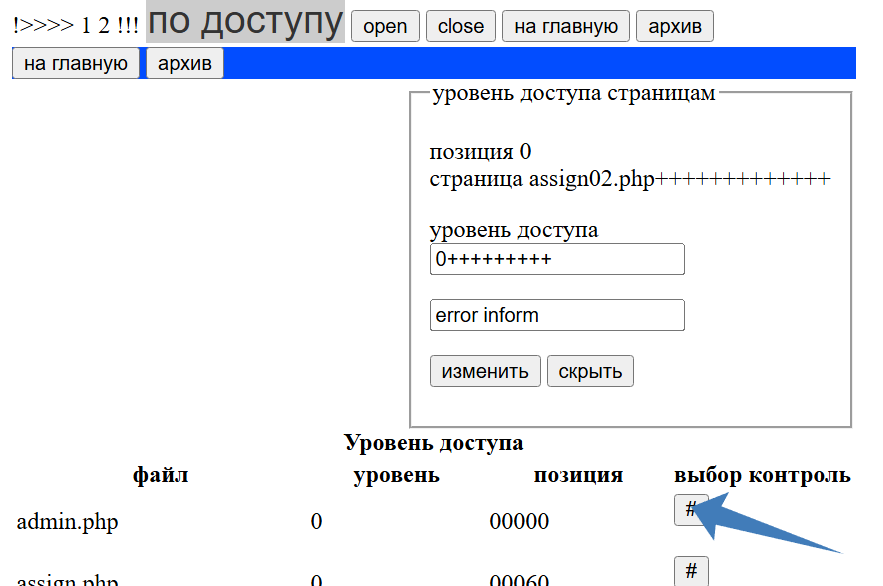 !>>>> 1 2 !!! по доступу open close на главную архив
на главную архив
уровень доступа страницам
позиция 0
страница assign02.php+++++++++++++
уровень доступа
0+++++++++
error inform
изменить скрыть
Уровень доступа
файл уровень позиция выбор контроль
admin.php 0 00000 #
assign.php 0 00060 #